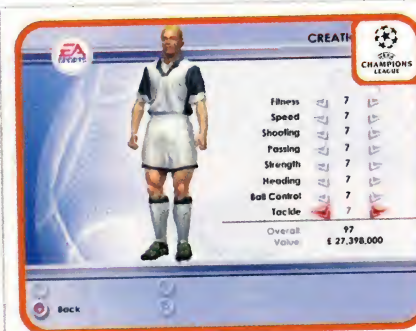 EA
SPORTS
CREATI
UEFA
CHAMPIONS
LEAGUE
Fitness 7
Speed 7
Shooting 7
Passing 7
Strength 7
Heading 7
Ball Control 7
Tackle 7
Overall 97
Value £ 27,398,000
Back